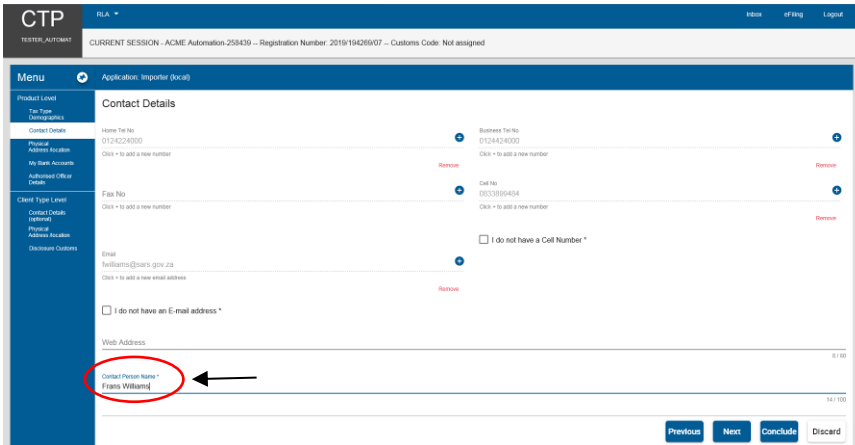 CTP
RLA
Inbox
eFiling
Logout
TESTER_AUTOMAT
CURRENT SESSION - ACME Automation-258439 -- Registration Number: 2019/194269/07 -- Customs Code: Not assigned
Menu
Application: Importer (local)
Product Level
Tax Type
Demographics
Contact Details
Physical
Address /location
My Bank Accounts
Authorised Officer
Details
Client Type Level
Contact Details
(optional)
Physical
Address /location
Disclosure Customs
Contact Details
Home Tel No
0124224000
Click + to add a new number
Remove
Business Tel No
0124424000
Click + to add a new number
Remove
Fax No
Click + to add a new number
Cell No
0833899464
Click + to add a new number
Remove
I do not have a Cell Number *
Email
fwilliams@sars.gov.za
Click + to add a new email address
Remove
I do not have an E-mail address *
Web Address
Contact Person Name *
Frans Williams
14 / 100
Previous
Next
Conclude
Discard